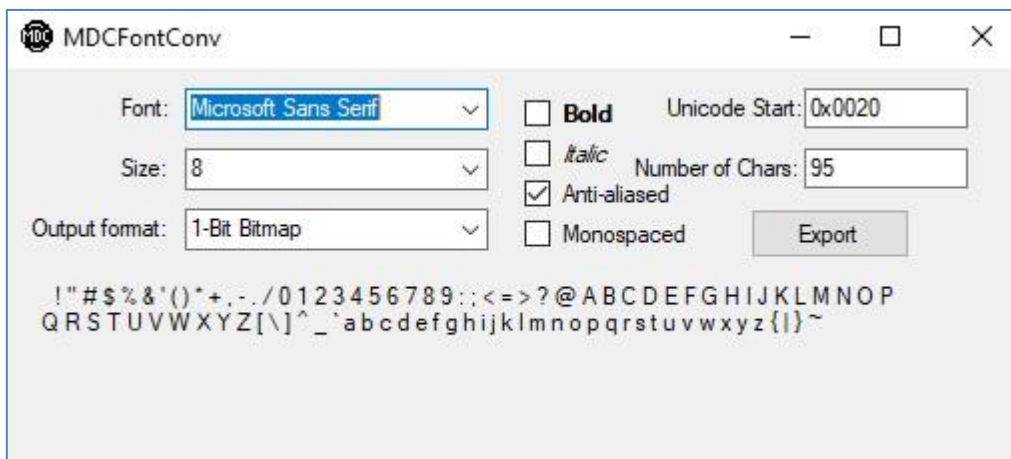 MDC MDCFontConv
Font: Microsoft Sans Serif
Bold
Unicode Start: 0x0020
Size: 8
Italic
Number of Chars: 95
Anti-aliased
Output format: 1-Bit Bitmap
Monospaced
Export
!"#$%&'()*+,-./0123456789:;<=>?@ABCDEFGHIJKLMNOP
QRSTUVWXYZ[\]^_`abcdefghijklmnopqrstuvwxyz{|}~